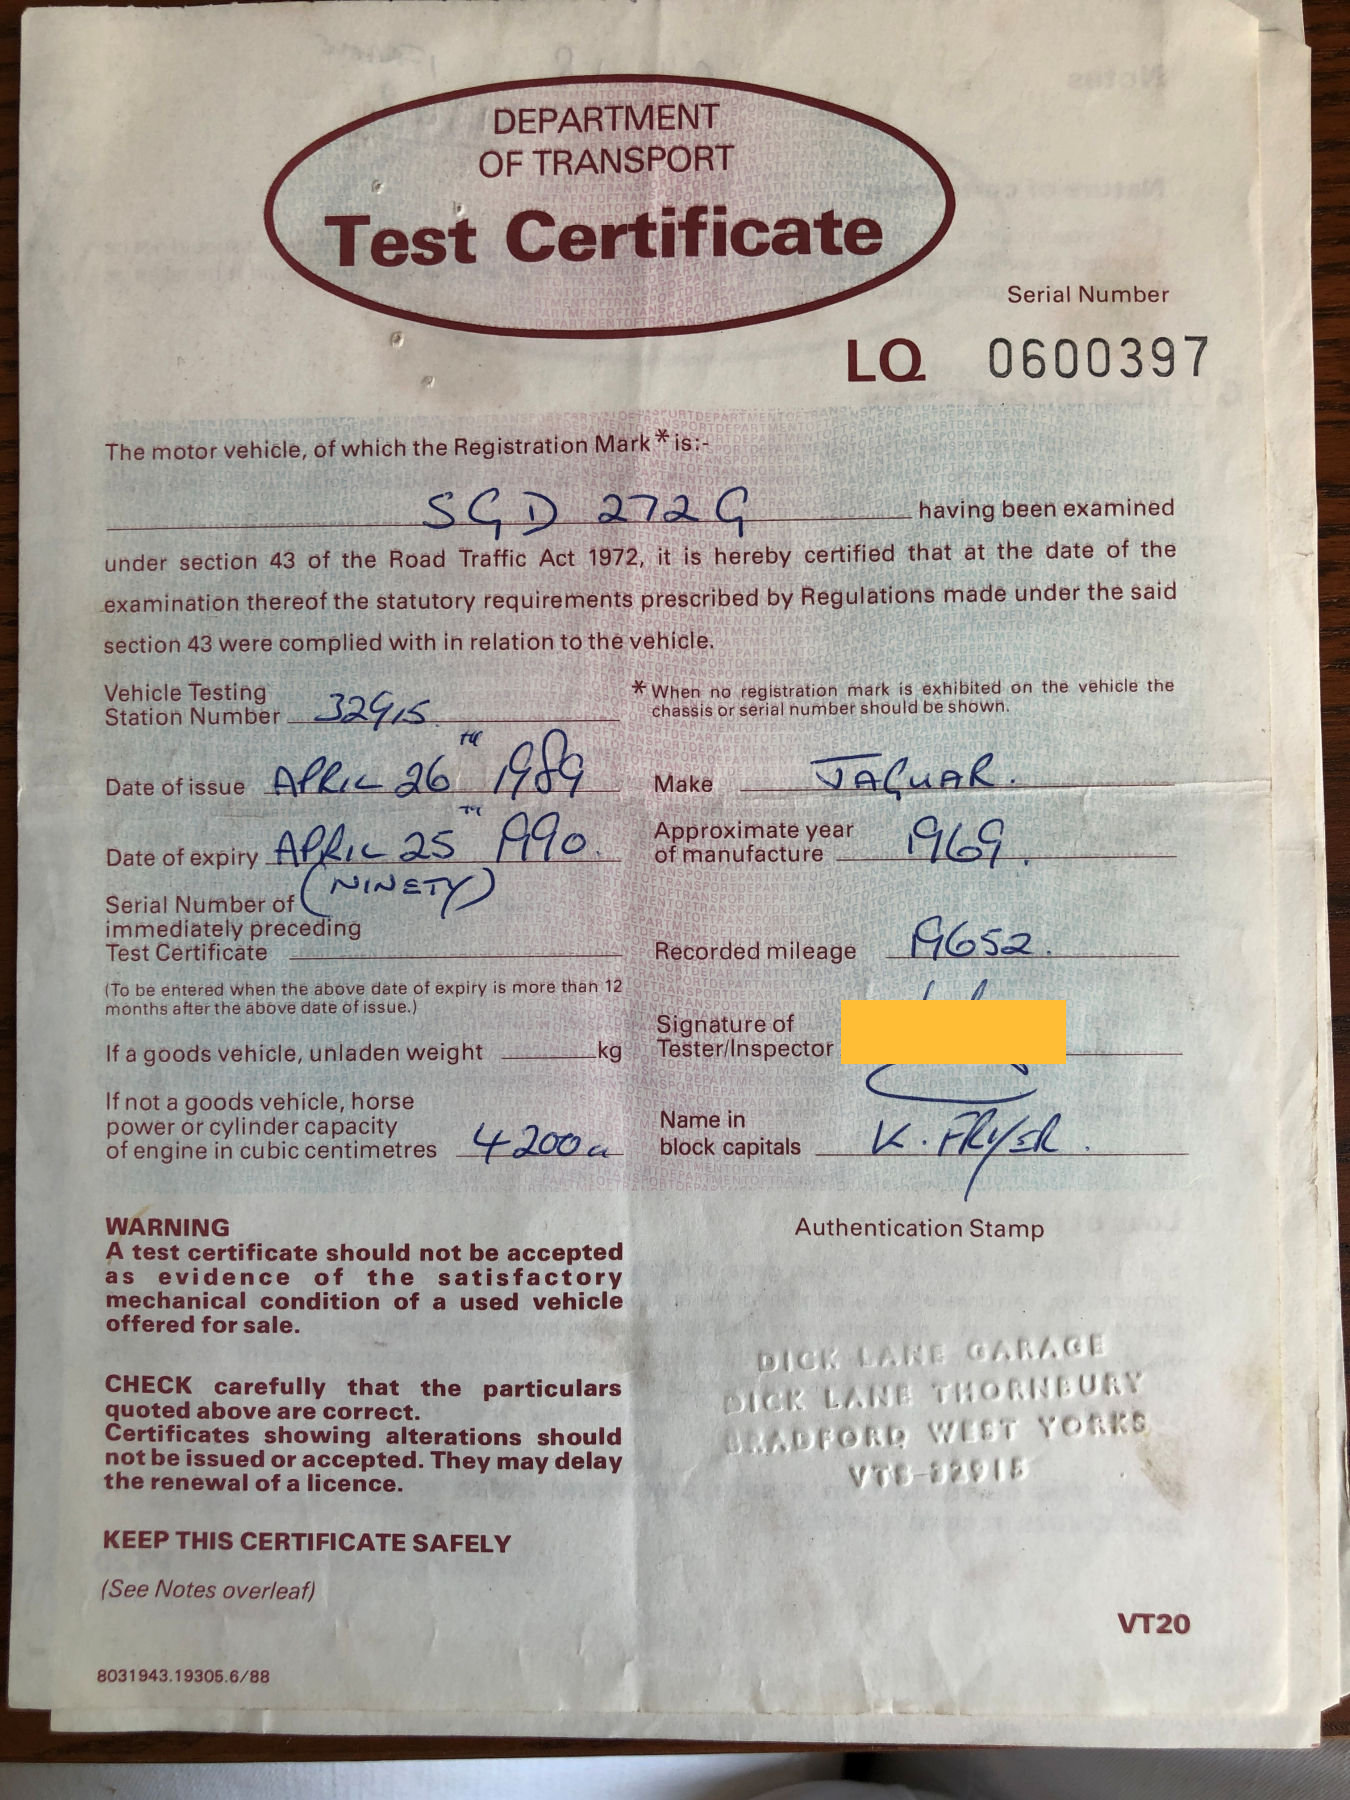 DEPARTMENT
OF TRANSPORT
Test Certificate
Serial Number
LQ 0600397
The motor vehicle, of which the Registration Mark * is:-
SGD 272G having been examined
under section 43 of the Road Traffic Act 1972, it is hereby certified that at the date of the
examination thereof the statutory requirements prescribed by Regulations made under the said
section 43 were complied with in relation to the vehicle.
Vehicle Testing
Station Number 32915.
* When no registration mark is exhibited on the vehicle the
chassis or serial number should be shown.
Date of issue APRIL 26TH 1989
Make JAGUAR.
Date of expiry APRIL 25TH 1990.
(NINETY)
Approximate year
of manufacture 1969.
Serial Number of
immediately preceding
Test Certificate
Recorded mileage 19652.
(To be entered when the above date of expiry is more than 12
months after the above date of issue.)
Signature of
Tester/Inspector
If a goods vehicle, unladen weight kg
If not a goods vehicle, horse
power or cylinder capacity
of engine in cubic centimetres 4200cc
Name in
block capitals K. FRYER.
WARNING
A test certificate should not be accepted
as evidence of the satisfactory
mechanical condition of a used vehicle
offered for sale.
CHECK carefully that the particulars
quoted above are correct.
Certificates showing alterations should
not be issued or accepted. They may delay
the renewal of a licence.
KEEP THIS CERTIFICATE SAFELY
(See Notes overleaf)
Authentication Stamp
DICK LANE GARAGE
DICK LANE THORNBURY
BRADFORD WEST YORKS
VTS-32915
VT20
8031943.19305.6/88